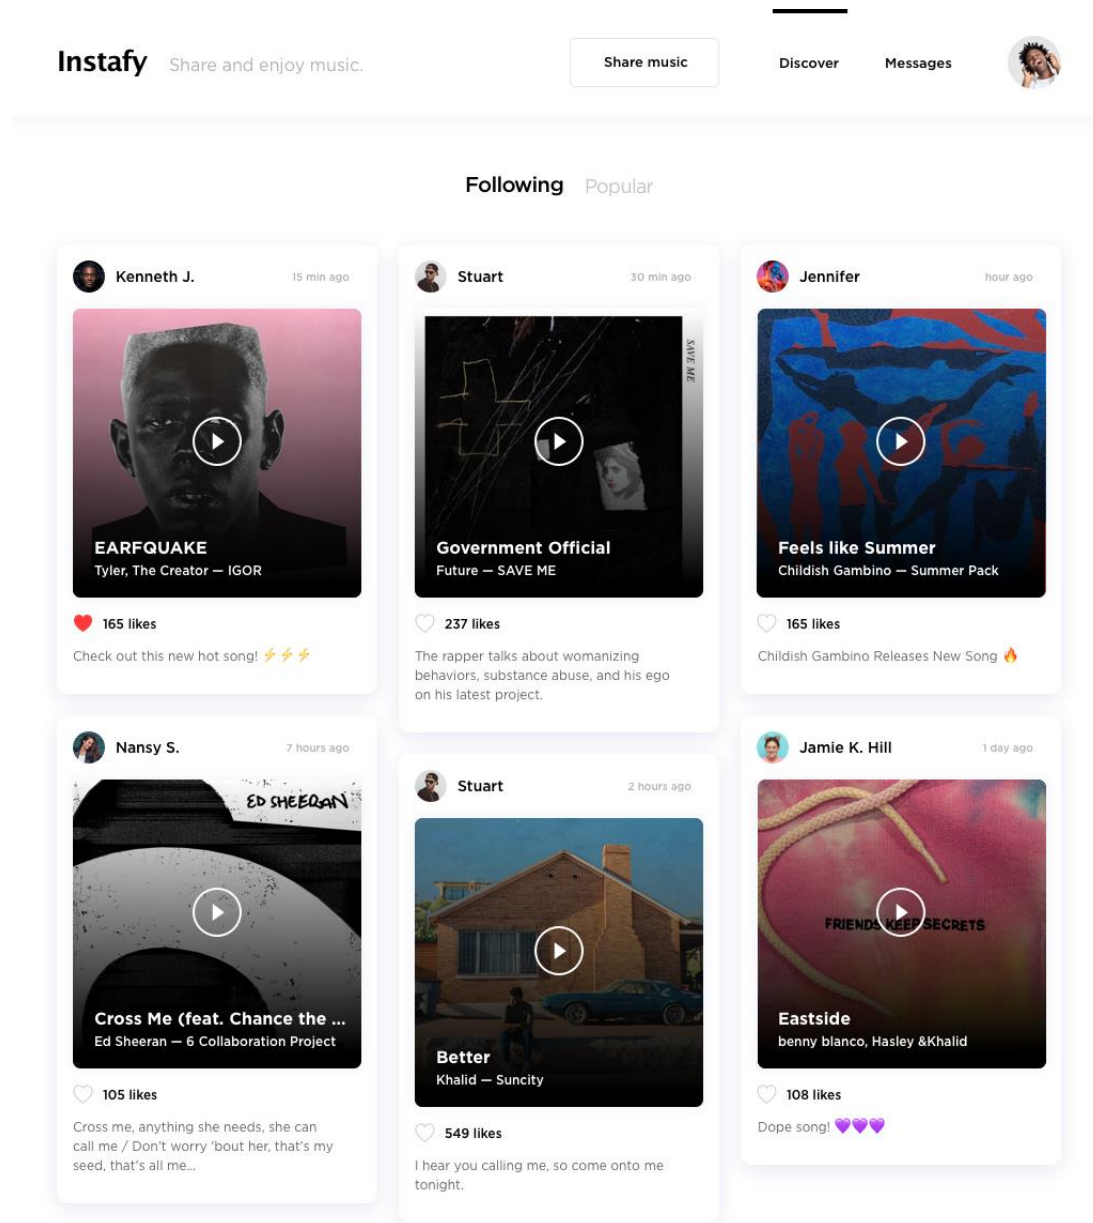 Instafy
Share and enjoy music.
Share music
Discover
Messages
Following
Popular
Kenneth J.
15 min ago
EARFQUAKE
Tyler, The Creator — IGOR
165 likes
Check out this new hot song! ⚡⚡⚡
Stuart
30 min ago
SAVE ME
Government Official
Future — SAVE ME
237 likes
The rapper talks about womanizing
behaviors, substance abuse, and his ego
on his latest project.
Jennifer
hour ago
Feels like Summer
Childish Gambino — Summer Pack
165 likes
Childish Gambino Releases New Song 🔥
Nansy S.
7 hours ago
ED SHEERAN
Cross Me (feat. Chance the ...
Ed Sheeran — 6 Collaboration Project
105 likes
Cross me, anything she needs, she can
call me / Don't worry 'bout her, that's my
seed, that's all me...
Stuart
2 hours ago
Better
Khalid — Suncity
549 likes
I hear you calling me, so come onto me
tonight.
Jamie K. Hill
1 day ago
FRIENDS KEEP SECRETS
Eastside
benny blanco, Hasley &Khalid
108 likes
Dope song! 💜💜💜